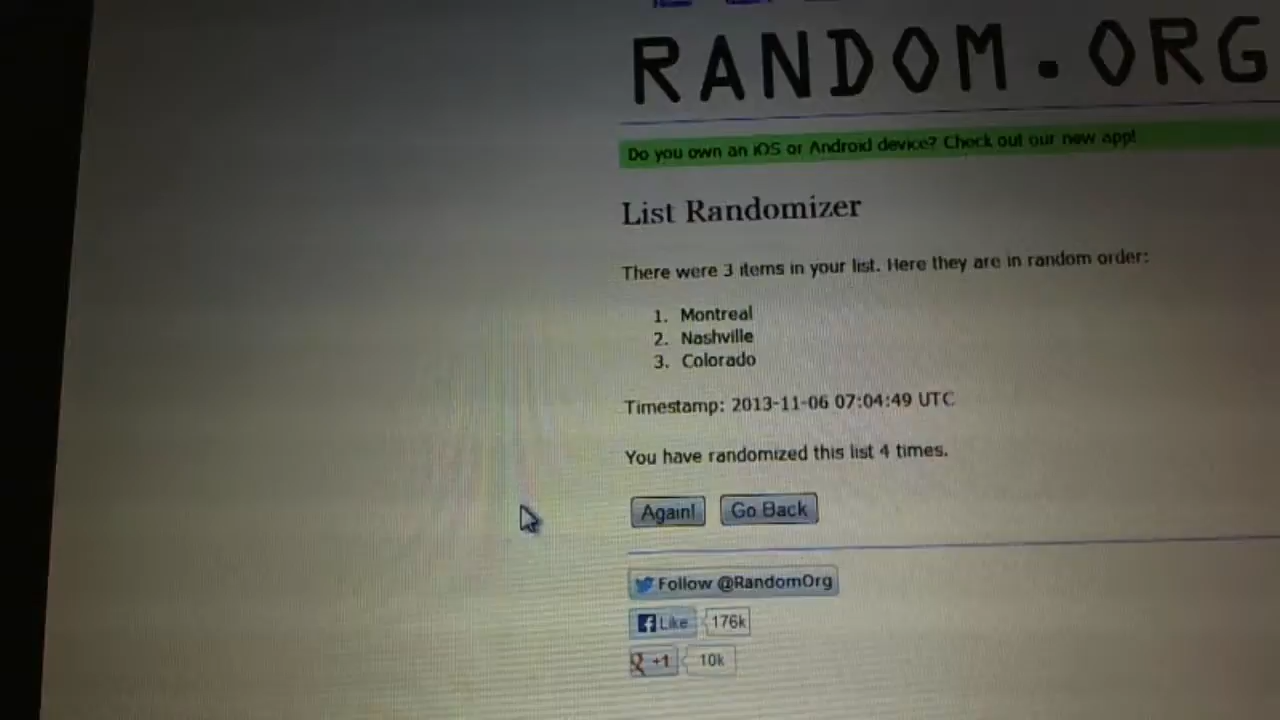 RANDOM.ORG
Do you own an iOS or Android device? Check out our new app!
List Randomizer
There were 3 items in your list. Here they are in random order:
1. Montreal
2. Nashville
3. Colorado
Timestamp: 2013-11-06 07:04:49 UTC
You have randomized this list 4 times.
Again! Go Back
Follow @RandomOrg
Like 176k
+1 10k